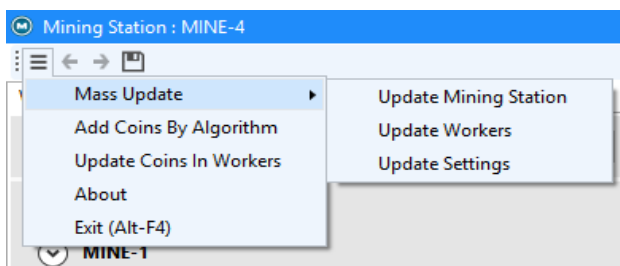 Mining Station : MINE-4
Mass Update
Update Mining Station
Add Coins By Algorithm
Update Workers
Update Coins In Workers
Update Settings
About
Exit (Alt-F4)
MINE-1